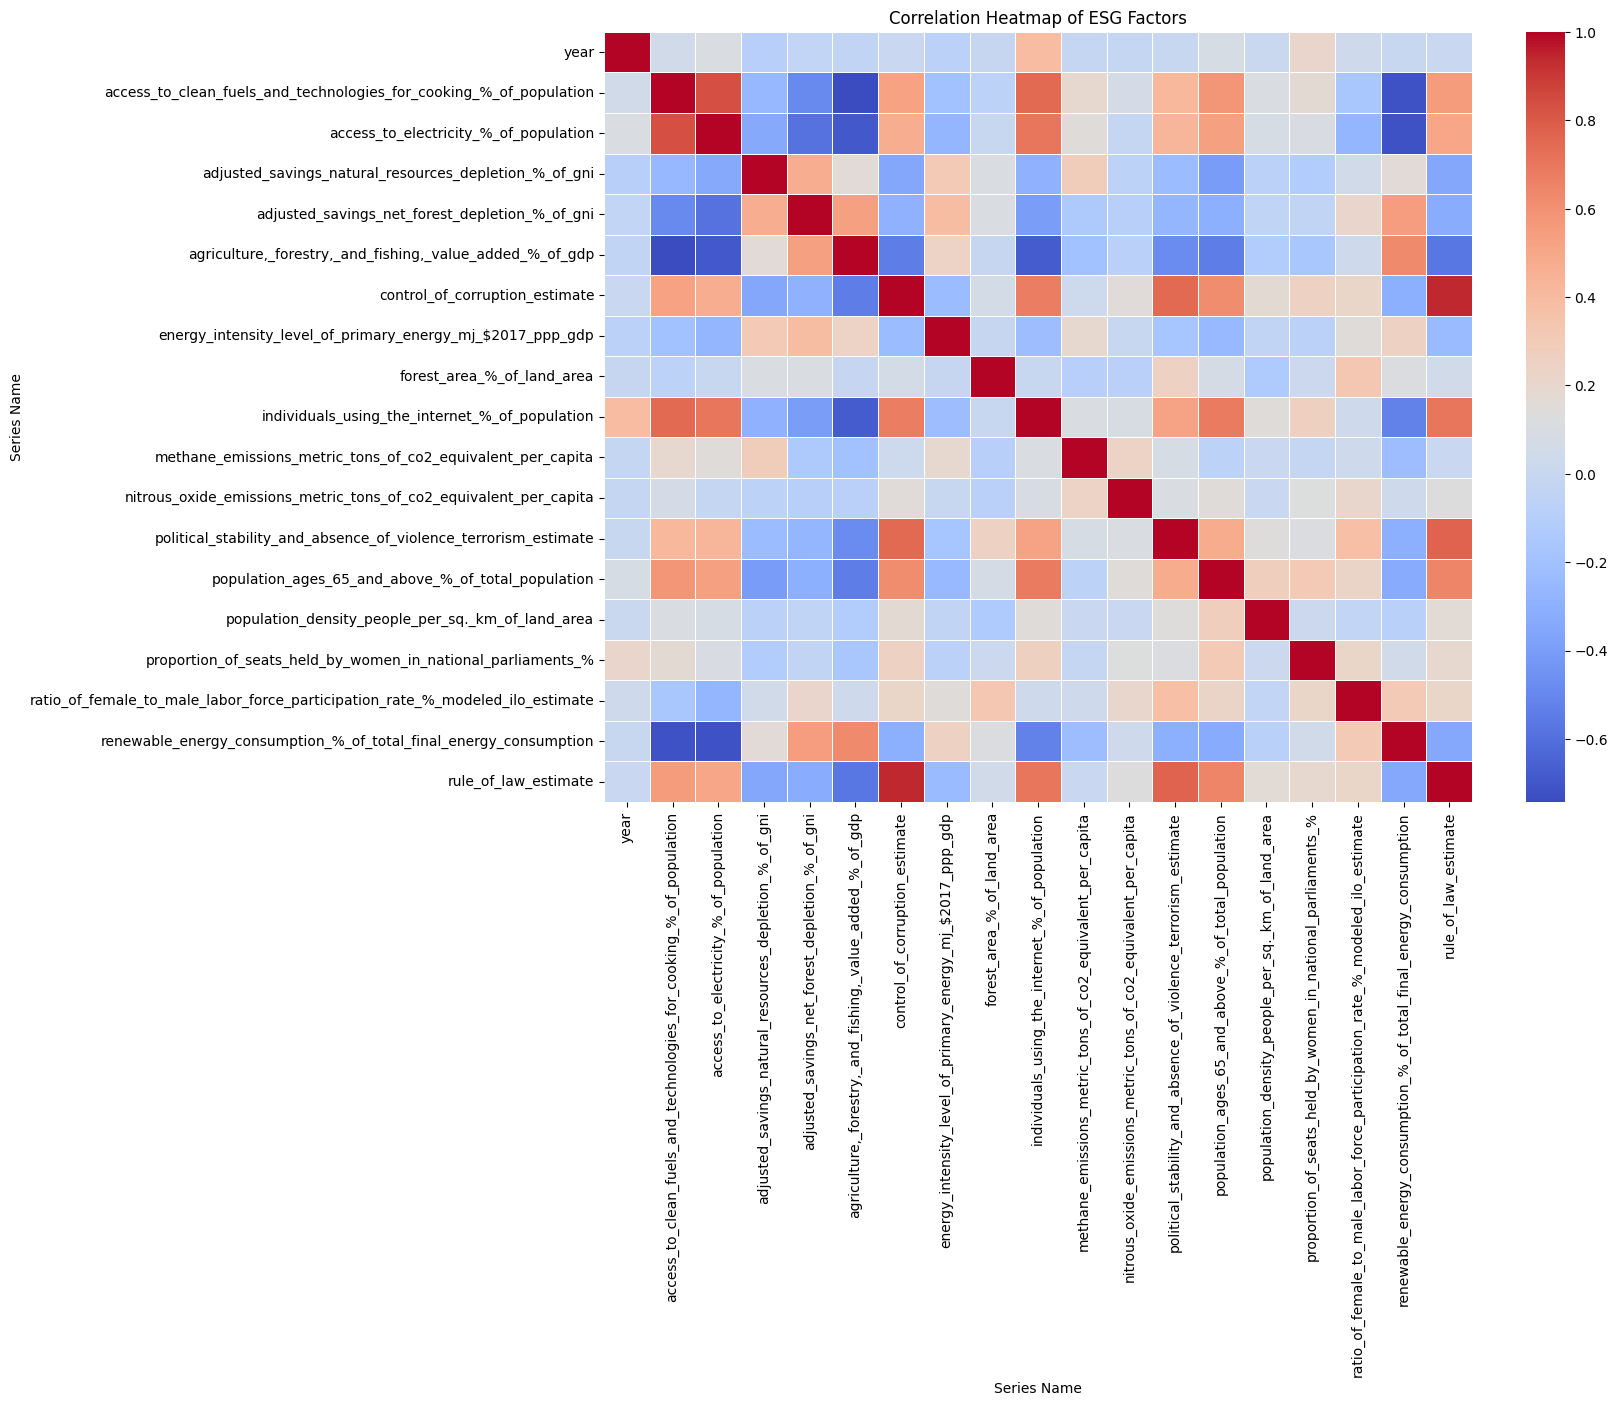 Correlation Heatmap of ESG Factors
Series Name
year
access_to_clean_fuels_and_technologies_for_cooking_%_of_population
access_to_electricity_%_of_population
adjusted_savings_natural_resources_depletion_%_of_gni
adjusted_savings_net_forest_depletion_%_of_gni
agriculture,_forestry,_and_fishing,_value_added_%_of_gdp
control_of_corruption_estimate
energy_intensity_level_of_primary_energy_mj_$2017_ppp_gdp
forest_area_%_of_land_area
individuals_using_the_internet_%_of_population
methane_emissions_metric_tons_of_co2_equivalent_per_capita
nitrous_oxide_emissions_metric_tons_of_co2_equivalent_per_capita
political_stability_and_absence_of_violence_terrorism_estimate
population_ages_65_and_above_%_of_total_population
population_density_people_per_sq._km_of_land_area
proportion_of_seats_held_by_women_in_national_parliaments_%
ratio_of_female_to_male_labor_force_participation_rate_%_modeled_ilo_estimate
renewable_energy_consumption_%_of_total_final_energy_consumption
rule_of_law_estimate
year
access_to_clean_fuels_and_technologies_for_cooking_%_of_population
access_to_electricity_%_of_population
adjusted_savings_natural_resources_depletion_%_of_gni
adjusted_savings_net_forest_depletion_%_of_gni
agriculture,_forestry,_and_fishing,_value_added_%_of_gdp
control_of_corruption_estimate
energy_intensity_level_of_primary_energy_mj_$2017_ppp_gdp
forest_area_%_of_land_area
individuals_using_the_internet_%_of_population
methane_emissions_metric_tons_of_co2_equivalent_per_capita
nitrous_oxide_emissions_metric_tons_of_co2_equivalent_per_capita
political_stability_and_absence_of_violence_terrorism_estimate
population_ages_65_and_above_%_of_total_population
population_density_people_per_sq._km_of_land_area
proportion_of_seats_held_by_women_in_national_parliaments_%
ratio_of_female_to_male_labor_force_participation_rate_%_modeled_ilo_estimate
renewable_energy_consumption_%_of_total_final_energy_consumption
rule_of_law_estimate
Series Name
1.0
0.8
0.6
0.4
0.2
0.0
−0.2
−0.4
−0.6